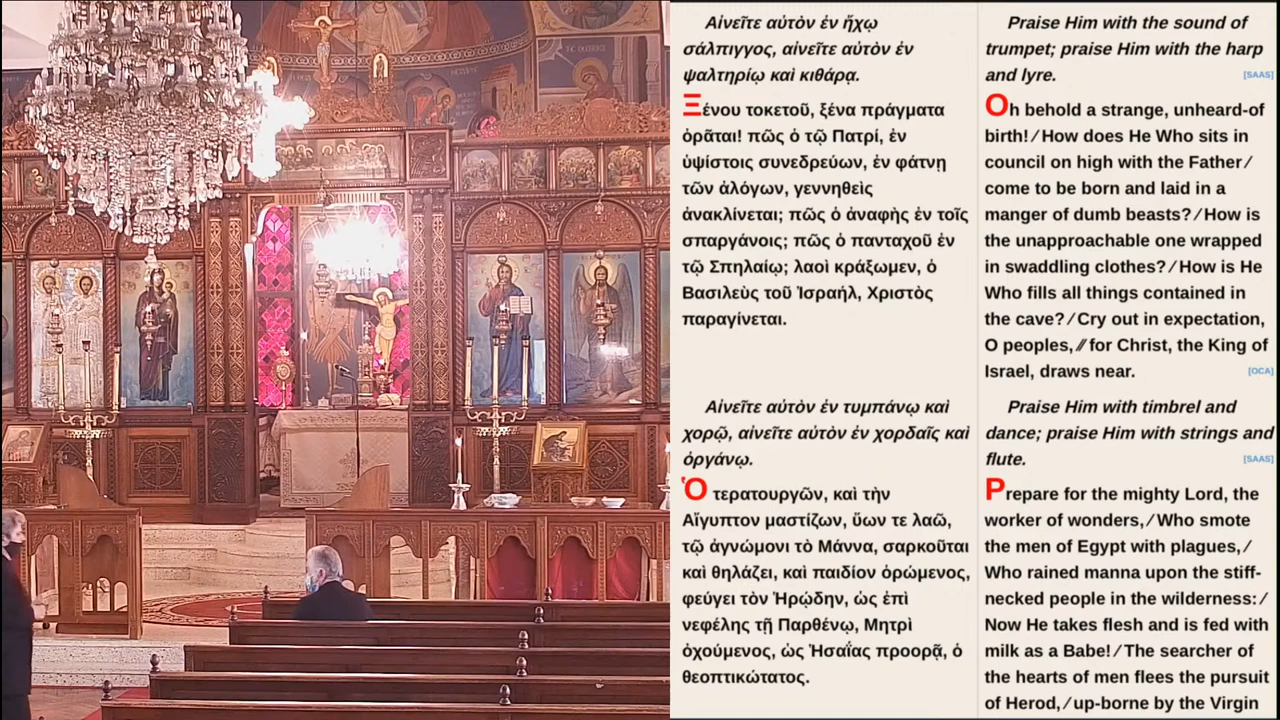 Αἰνεῖτε αὐτὸν ἐν ἤχῳ
σάλπιγγος, αἰνεῖτε αὐτὸν ἐν
ψαλτηρίῳ καὶ κιθάρᾳ.
Ξένου τοκετοῦ, ξένα πράγματα
ὁρᾶται! πῶς ὁ τῷ Πατρί, ἐν
ὑψίστοις συνεδρεύων, ἐν φάτνῃ
τῶν ἀλόγων, γεννηθεὶς
ἀνακλίνεται; πῶς ὁ ἀναφὴς ἐν τοῖς
σπαργάνοις; πῶς ὁ πανταχοῦ ἐν
τῷ Σπηλαίῳ; λαοὶ κράξωμεν, ὁ
Βασιλεὺς τοῦ Ἰσραήλ, Χριστὸς
παραγίνεται.
Αἰνεῖτε αὐτὸν ἐν τυμπάνῳ καὶ
χορῷ, αἰνεῖτε αὐτὸν ἐν χορδαῖς καὶ
ὀργάνῳ.
Ὁ τερατουργῶν, καὶ τὴν
Αἴγυπτον μαστίζων, ὕων τε λαῷ,
τῷ ἀγνώμονι τὸ Μάννα, σαρκοῦται
καὶ θηλάζει, καὶ παιδίον ὁρώμενος,
φεύγει τὸν Ἡρῴδην, ὡς ἐπὶ
νεφέλης τῇ Παρθένῳ, Μητρὶ
ὀχούμενος, ὡς Ἡσαΐας προορᾷ, ὁ
θεοπτικώτατος.
Praise Him with the sound of
trumpet; praise Him with the harp
and lyre. [SAAS]
Oh behold a strange, unheard-of
birth! / How does He Who sits in
council on high with the Father /
come to be born and laid in a
manger of dumb beasts? / How is
the unapproachable one wrapped
in swaddling clothes? / How is He
Who fills all things contained in
the cave? / Cry out in expectation,
O peoples, // for Christ, the King of
Israel, draws near. [OCA]
Praise Him with timbrel and
dance; praise Him with strings and
flute. [SAAS]
Prepare for the mighty Lord, the
worker of wonders, / Who smote
the men of Egypt with plagues, /
Who rained manna upon the stiff-
necked people in the wilderness: /
Now He takes flesh and is fed with
milk as a Babe! / The searcher of
the hearts of men flees the pursuit
of Herod, / up-borne by the Virgin